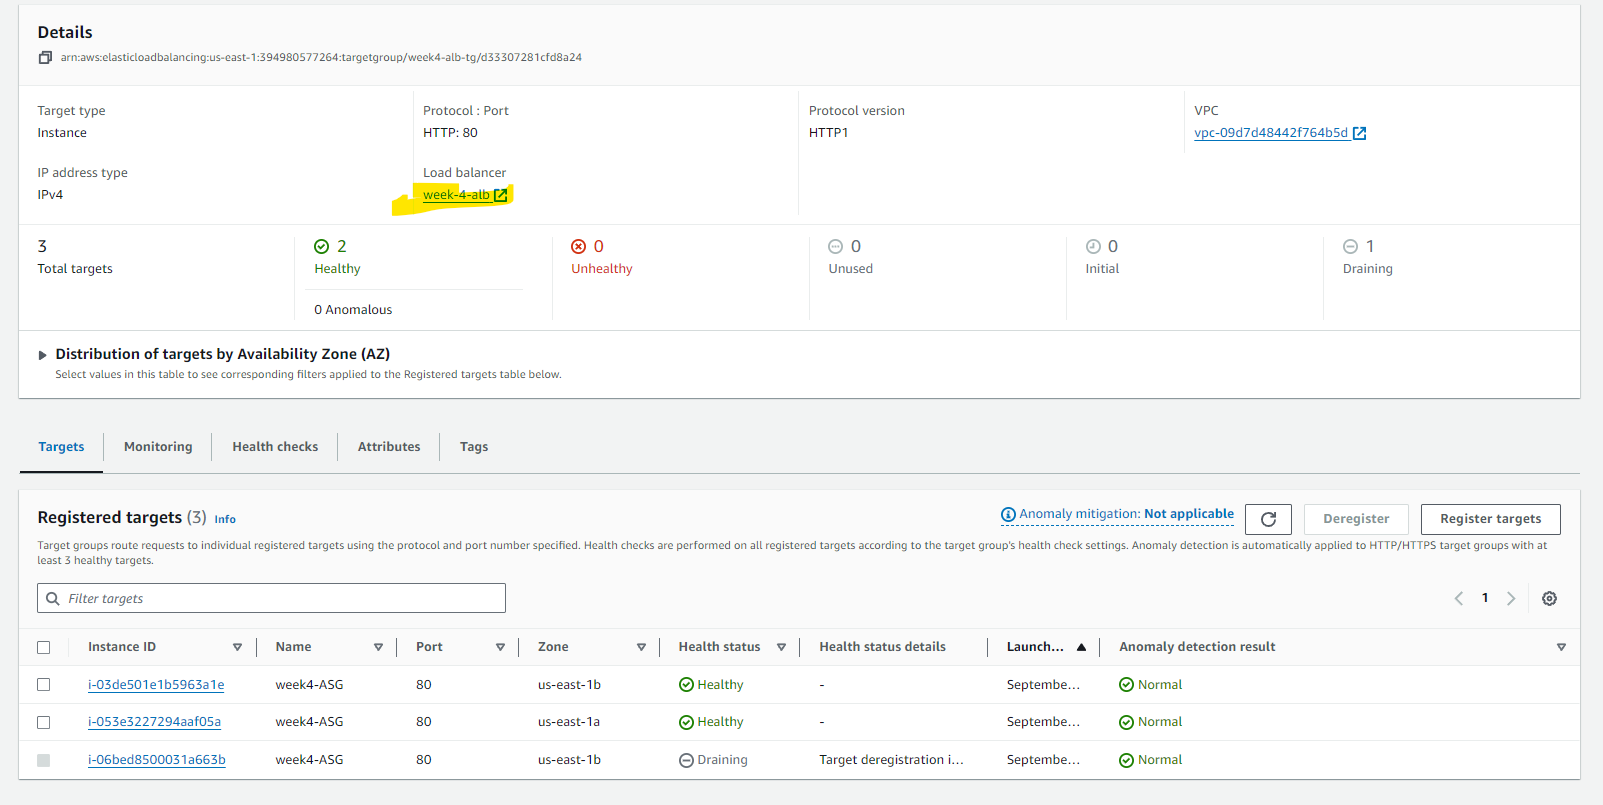 Details
arn:aws:elasticloadbalancing:us-east-1:394980577264:targetgroup/week4-alb-tg/d33307281cfd8a24
Target type
Instance
Protocol : Port
HTTP: 80
Protocol version
HTTP1
VPC
vpc-09d7d48442f764b5d
IP address type
IPv4
Load balancer
week-4-alb
3
Total targets
2
Healthy
0 Anomalous
0
Unhealthy
0
Unused
0
Initial
1
Draining
Distribution of targets by Availability Zone (AZ)
Select values in this table to see corresponding filters applied to the Registered targets table below.
Targets Monitoring Health checks Attributes Tags
Registered targets (3) Info
Anomaly mitigation: Not applicable
Deregister
Register targets
Target groups route requests to individual registered targets using the protocol and port number specified. Health checks are performed on all registered targets according to the target group's health check settings. Anomaly detection is automatically applied to HTTP/HTTPS target groups with at
least 3 healthy targets.
Filter targets
1
Instance ID Name Port Zone Health status Health status details Launch... Anomaly detection result
i-03de501e1b5963a1e week4-ASG 80 us-east-1b Healthy - Septembe... Normal
i-053e3227294aaf05a week4-ASG 80 us-east-1a Healthy - Septembe... Normal
i-06bed8500031a663b week4-ASG 80 us-east-1b Draining Target deregistration i... Septembe... Normal